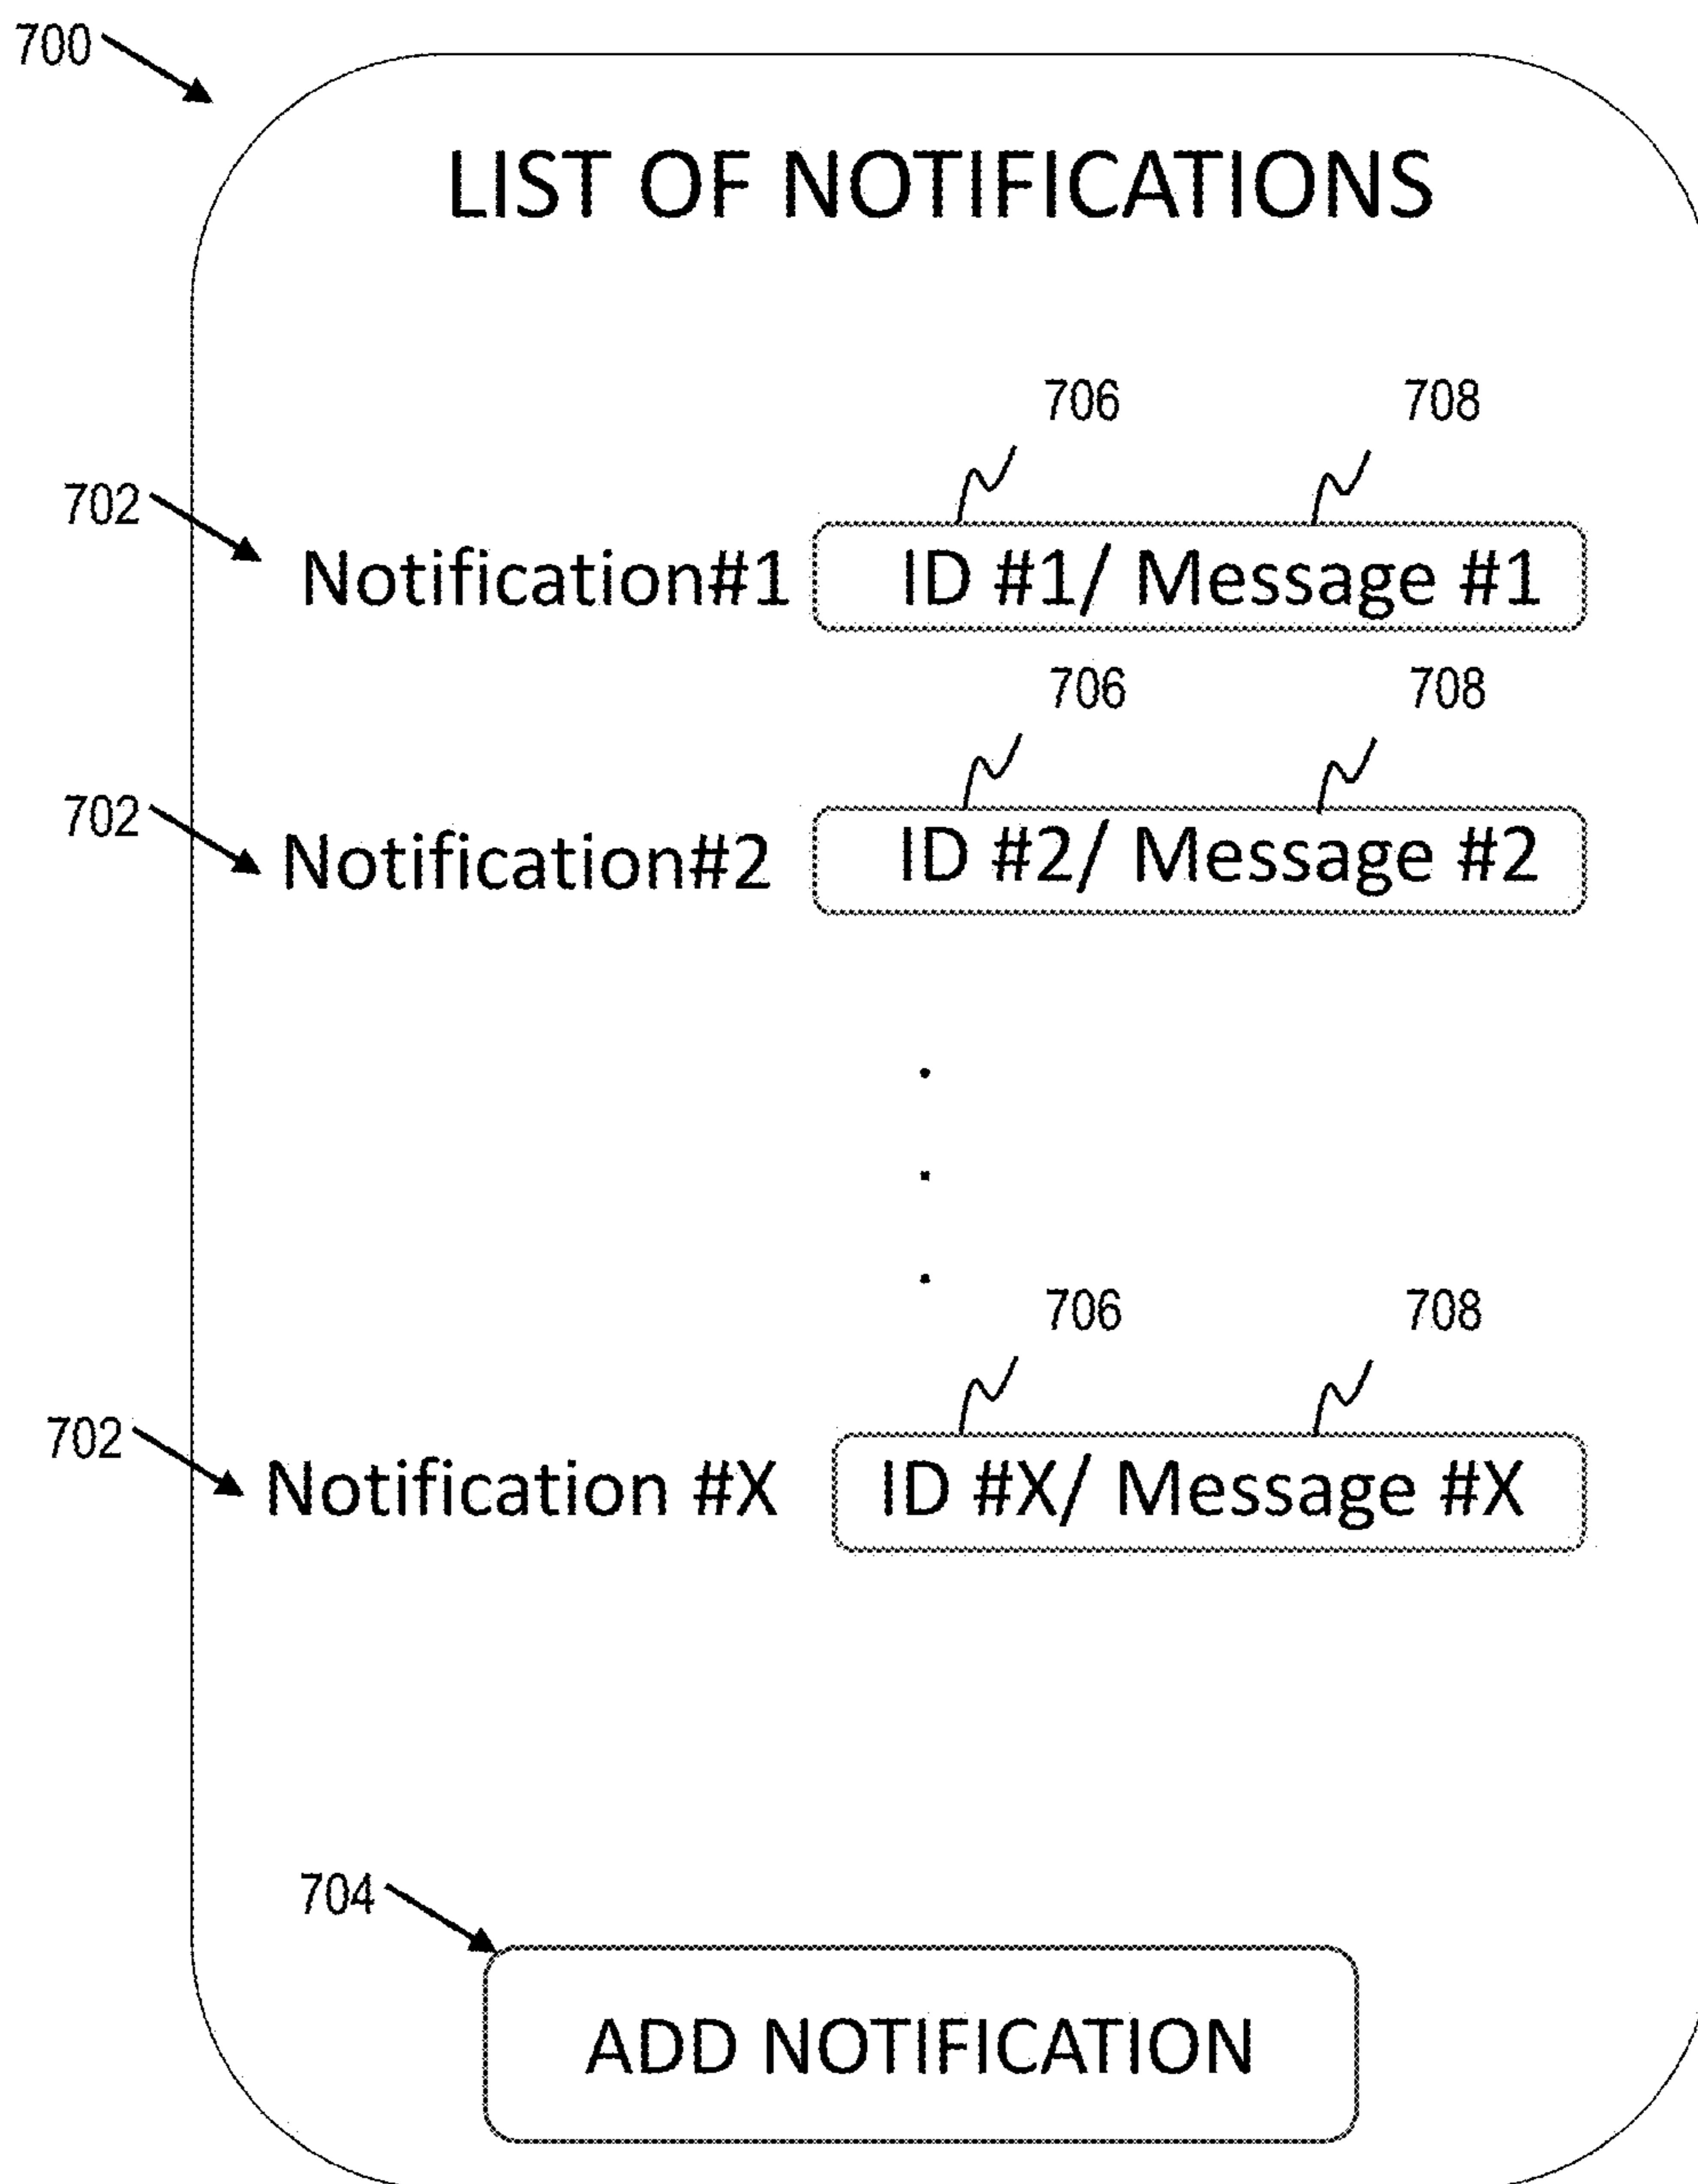 700
LIST OF NOTIFICATIONS
706 708
702
Notification#1 ID #1/ Message #1
706 708
702
Notification#2 ID #2/ Message #2
.
.
.
706 708
702
Notification #X ID #X/ Message #X
704
ADD NOTIFICATION